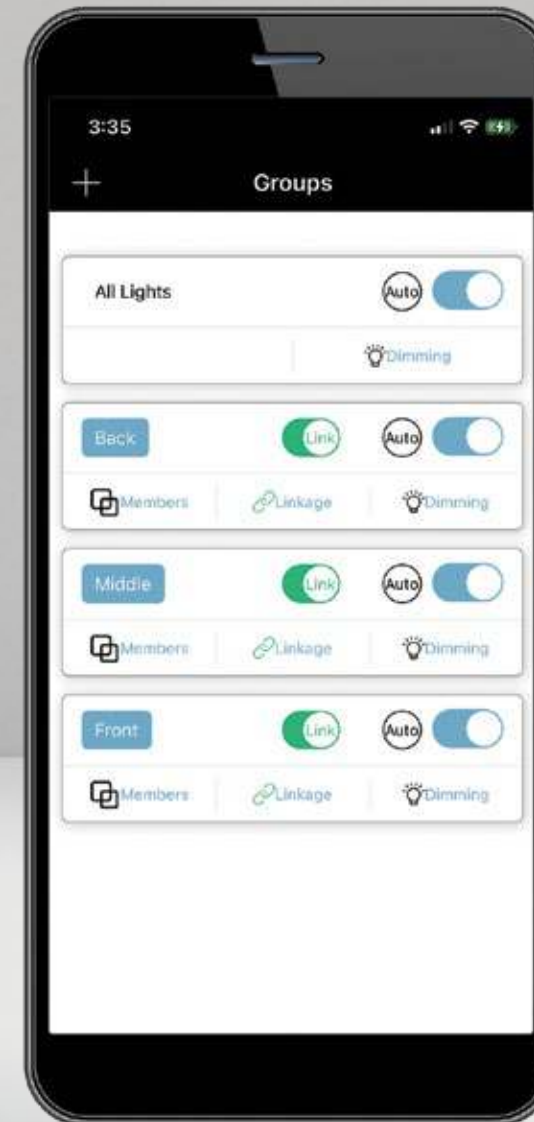 3:35
+ Groups
All Lights Auto
Dimming
Back Link Auto
Members Linkage Dimming
Middle Link Auto
Members Linkage Dimming
Front Link Auto
Members Linkage Dimming